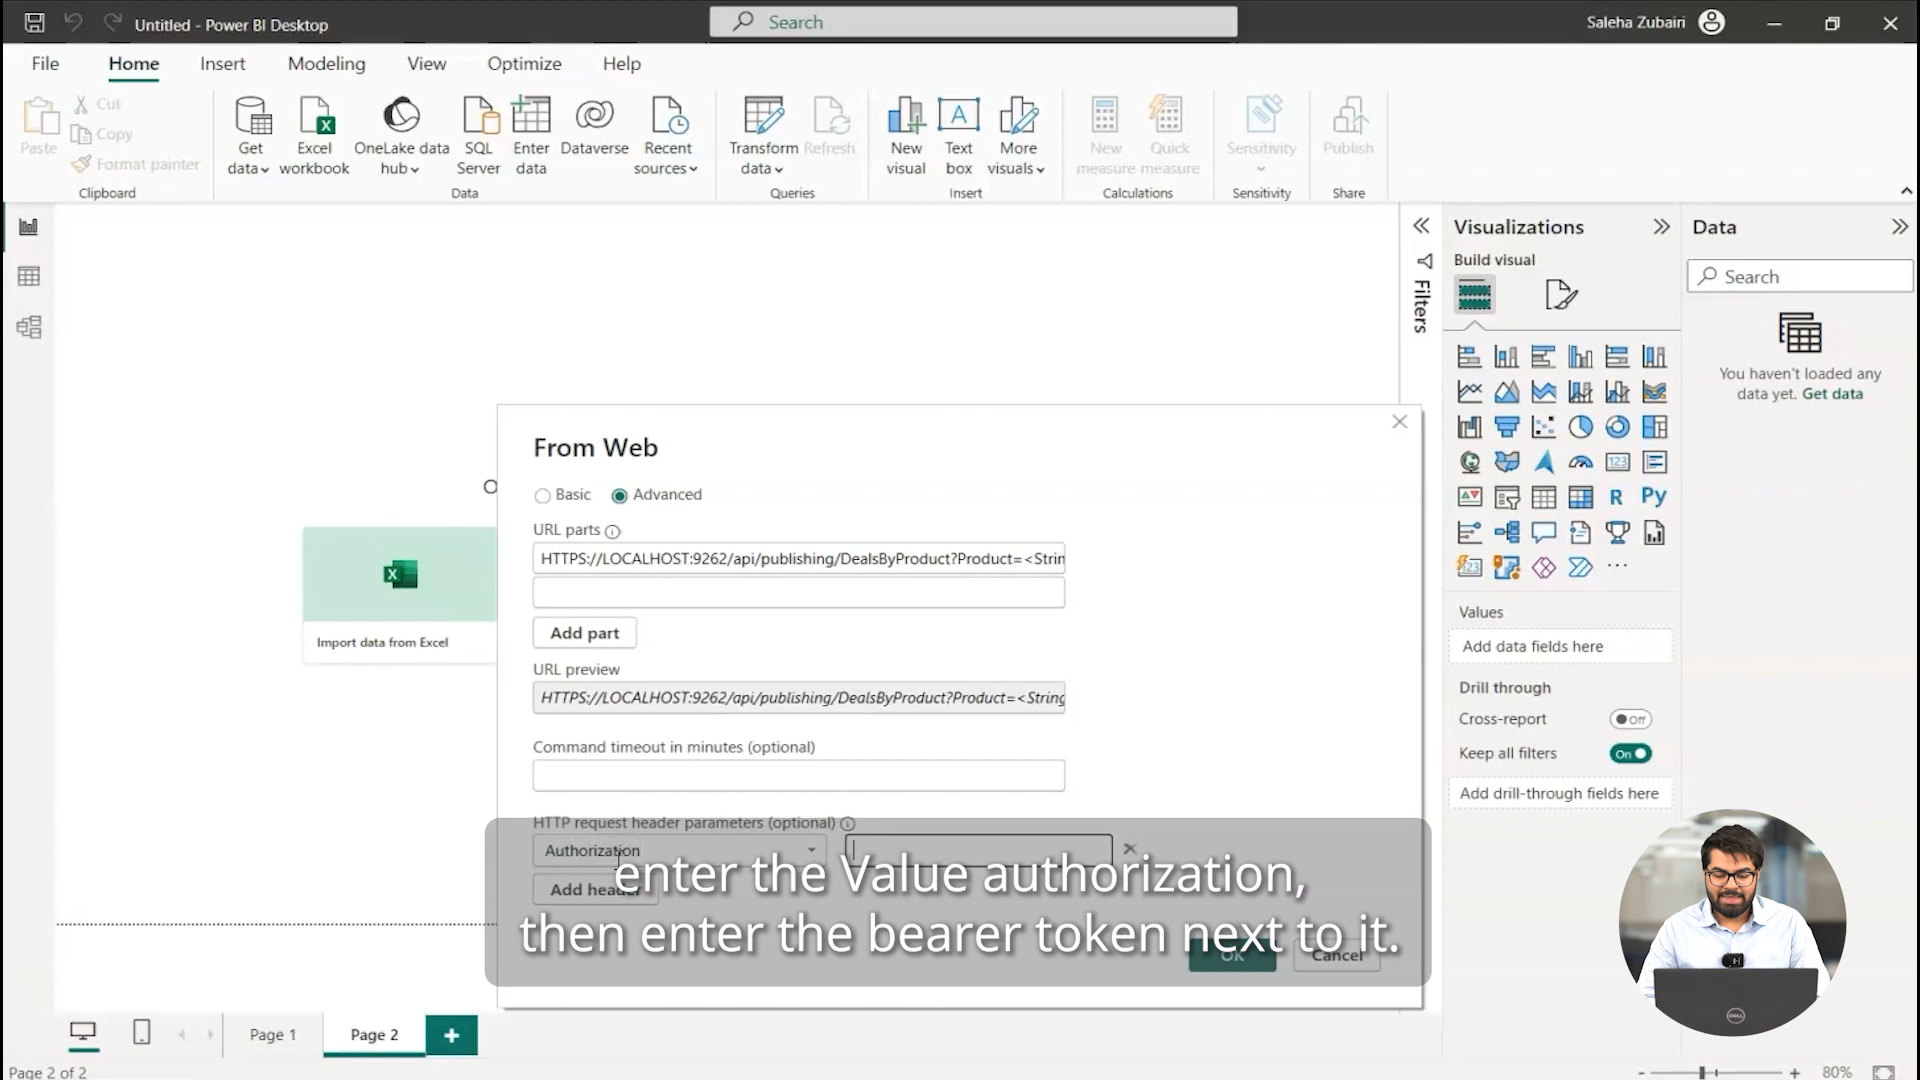 Untitled - Power BI Desktop
Search
Saleha Zubairi
File
Home
Insert
Modeling
View
Optimize
Help
Paste
Cut
Copy
Format painter
Clipboard
Get
data
Excel
workbook
OneLake data
hub
SQL
Server
Enter
data
Dataverse
Recent
sources
Data
Transform
data
Refresh
Queries
New
visual
Text
box
More
visuals
Insert
New
measure
Quick
measure
Calculations
Sensitivity
Sensitivity
Publish
Share
Filters
Visualizations
Build visual
Values
Add data fields here
Drill through
Cross-report
Off
Keep all filters
On
Add drill-through fields here
Data
Search
You haven't loaded any
data yet. Get data
Import data from Excel
From Web
Basic
Advanced
URL parts
HTTPS://LOCALHOST:9262/api/publishing/DealsByProduct?Product=<Strin
Add part
URL preview
HTTPS://LOCALHOST:9262/api/publishing/DealsByProduct?Product=<String
Command timeout in minutes (optional)
HTTP request header parameters (optional)
Authorization
Add header
OK
Cancel
enter the Value authorization,
then enter the bearer token next to it.
R
Py
123
123
A
DELL
Page 1
Page 2
Page 2 of 2
80%